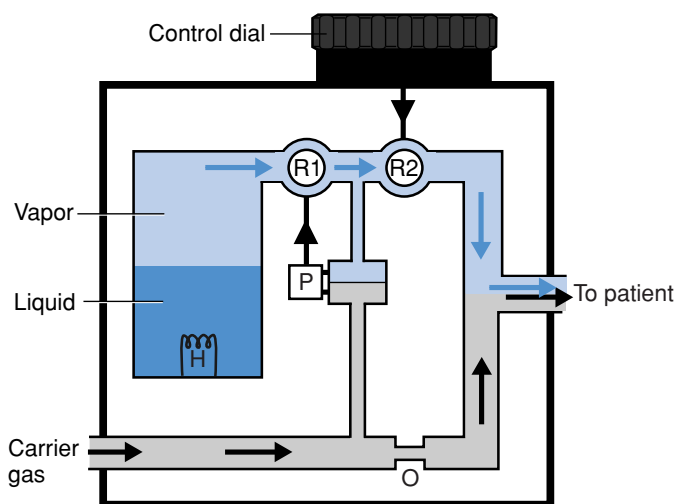 Control dial
R1
R2
Vapor
Liquid
P
To patient
H
Carrier
gas
O